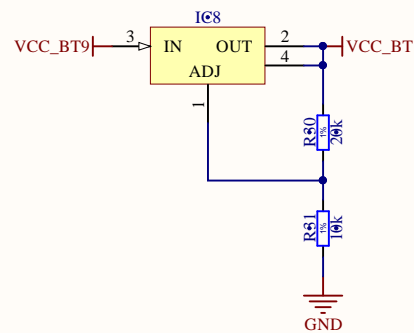 IC8
VCC_BT9
3
IN
OUT
2
VCC_BT
4
ADJ
1
R30
1%
20k
R31
1%
10k
GND